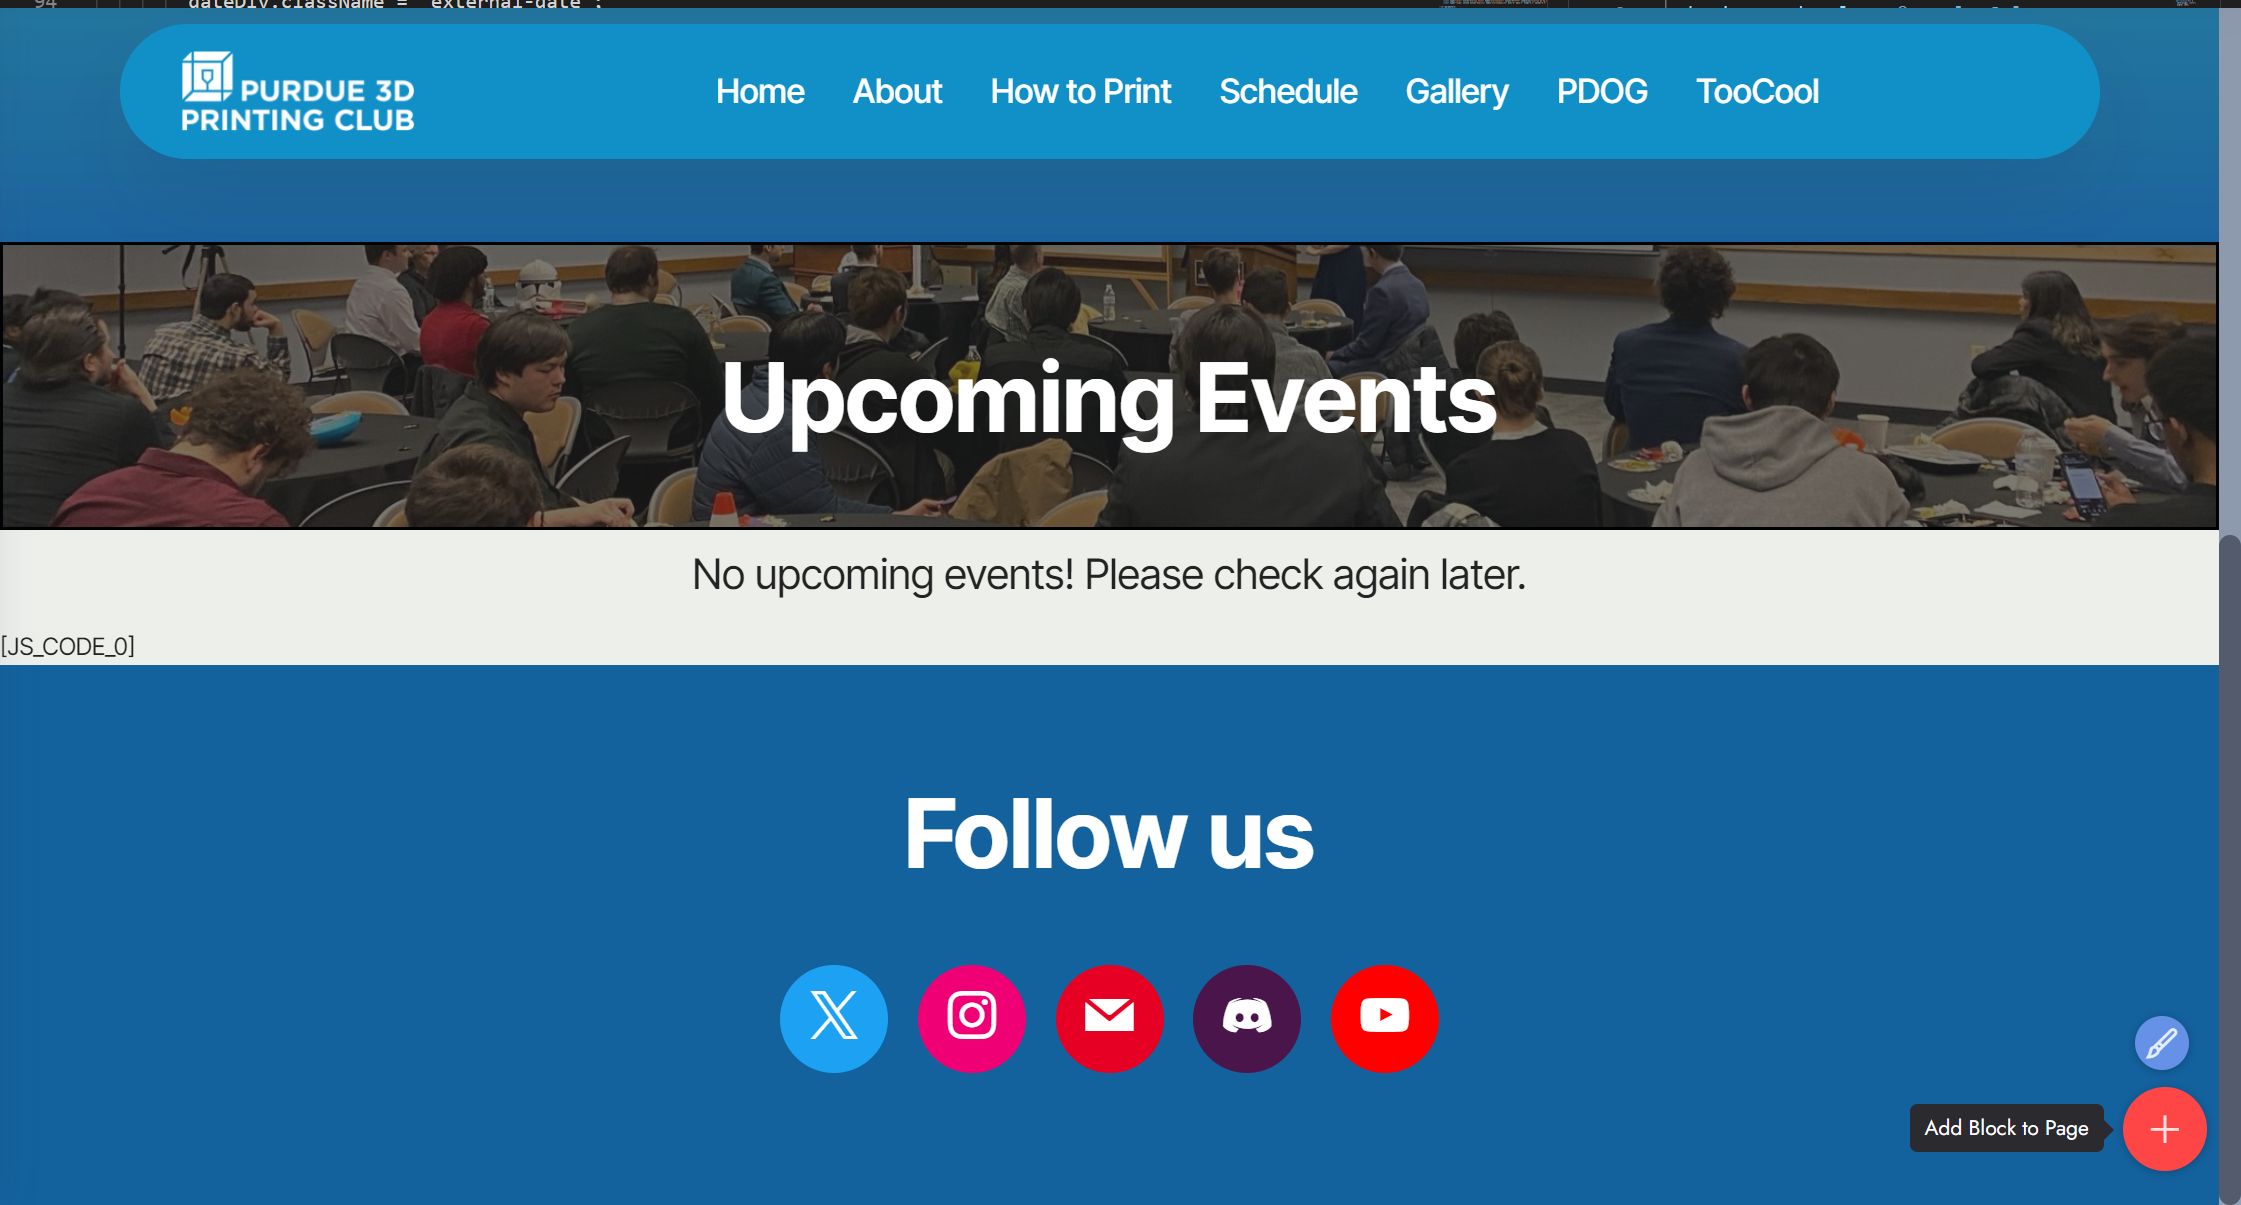 94 dateDiv.className = 'external-date';
PURDUE 3D
PRINTING CLUB
Home About How to Print Schedule Gallery PDOG TooCool
Upcoming Events
No upcoming events! Please check again later.
[JS_CODE_0]
Follow us
Add Block to Page